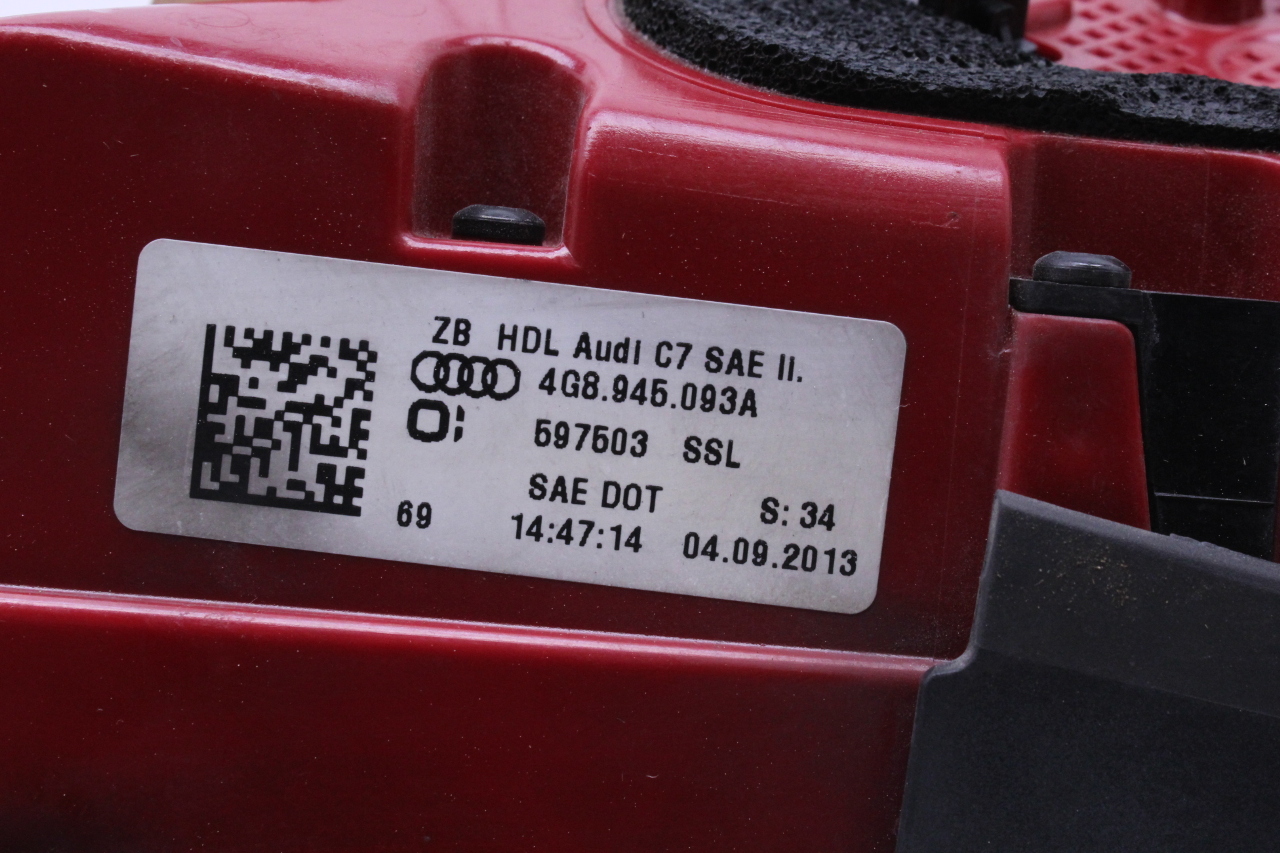 ZB HDL Audi C7 SAE II.
4G8.945.093A
597503 SSL
SAE DOT S: 34
69 14:47:14 04.09.2013